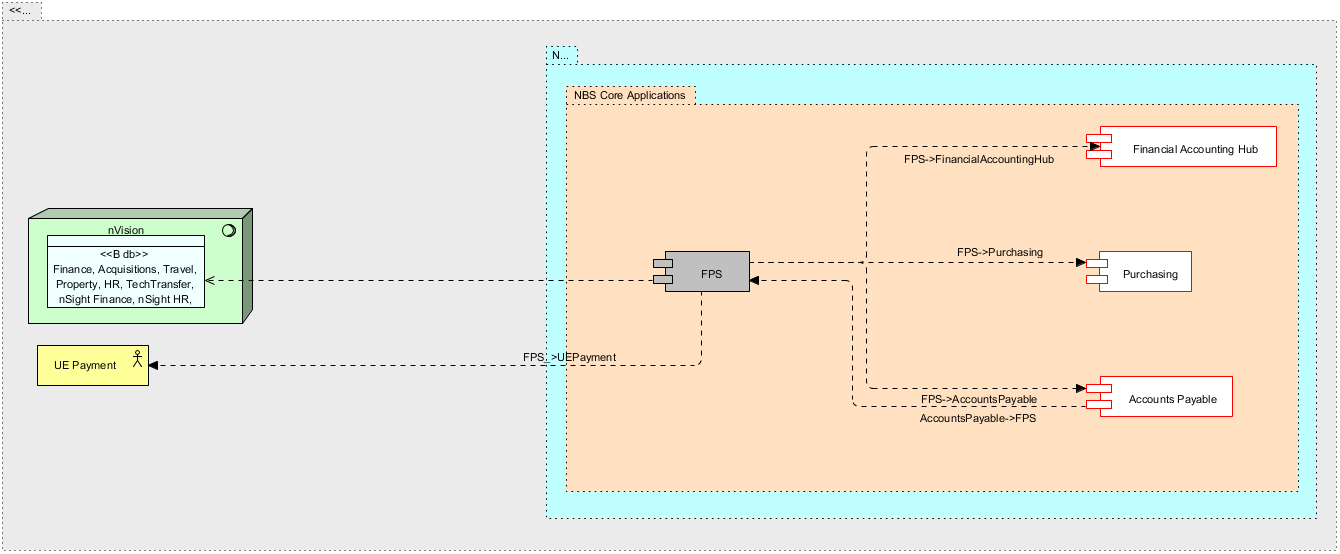 <<...
N...
NBS Core Applications
Financial Accounting Hub
FPS->FinancialAccountingHub
nVision
<<B db>>
Finance, Acquisitions, Travel,
Property, HR, TechTransfer,
nSight Finance, nSight HR,
FPS->Purchasing
FPS
Purchasing
FPS_>UEPayment
UE Payment
FPS->AccountsPayable
Accounts Payable
AccountsPayable->FPS